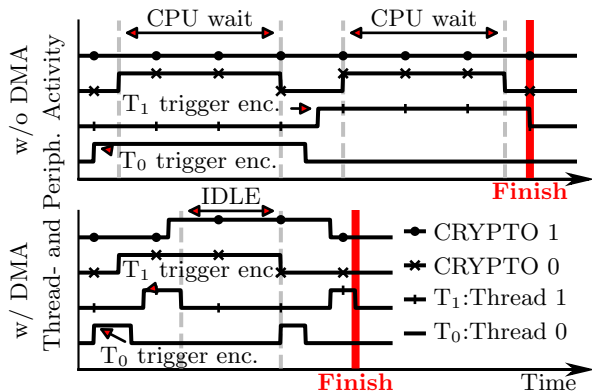 CPU wait CPU wait
T1 trigger enc.
T0 trigger enc.
Finish
w/o DMA
Thread- and Periph. Activity
w/ DMA
IDLE
T1 trigger enc
T0 trigger enc.
CRYPTO 1
CRYPTO 0
T1:Thread 1
T0:Thread 0
Finish
Time